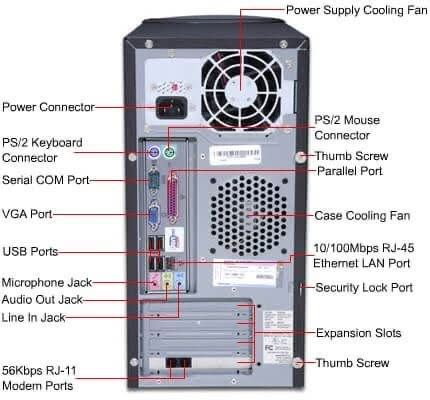 Power Supply Cooling Fan
Power Connector
PS/2 Mouse
Connector
PS/2 Keyboard
Connector
Thumb Screw
Parallel Port
Serial COM Port
VGA Port
Case Cooling Fan
USB Ports
10/100Mbps RJ-45
Ethernet LAN Port
Microphone Jack
Security Lock Port
Audio Out Jack
Line In Jack
Expansion Slots
56Kbps RJ-11
Modem Ports
Thumb Screw